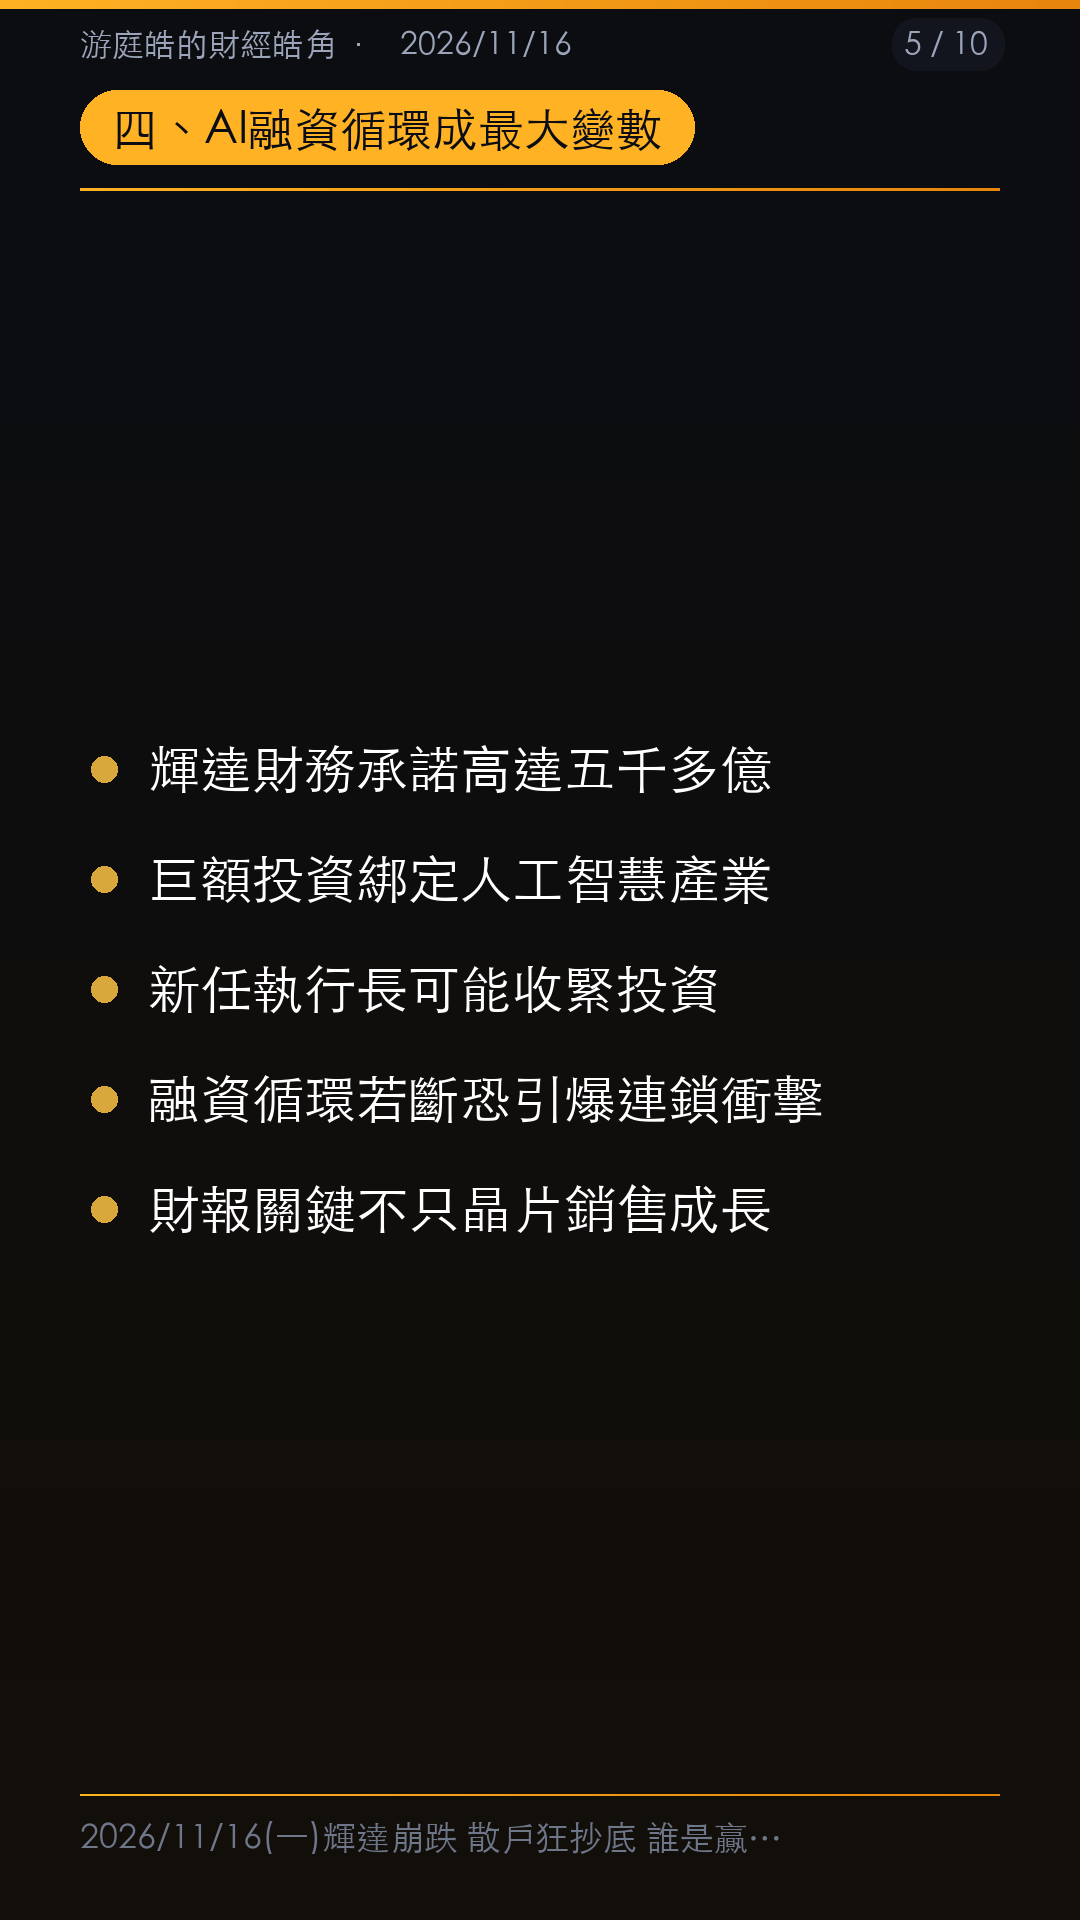 游庭皓的財經皓角 · 2026/11/16
5 / 10
四、AI融資循環成最大變數
輝達財務承諾高達五千多億
巨額投資綁定人工智慧產業
新任執行長可能收緊投資
融資循環若斷恐引爆連鎖衝擊
財報關鍵不只晶片銷售成長
2026/11/16(一)輝達崩跌 散戶狂抄底 誰是贏…